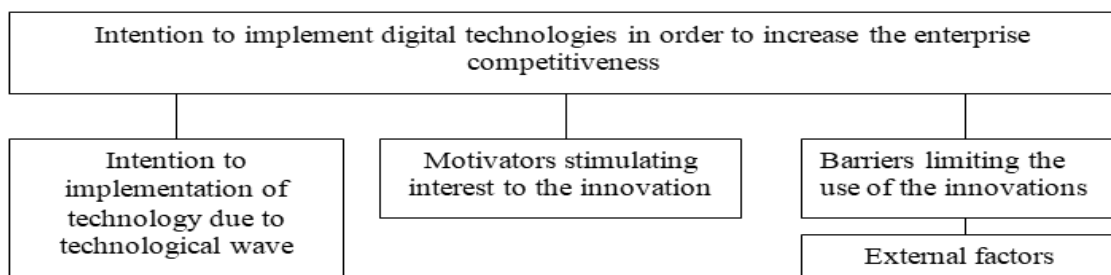 Intention to implement digital technologies in order to increase the enterprise
competitiveness
Intention to
implementation of
technology due to
technological wave
Motivators stimulating
interest to the innovation
Barriers limiting the
use of the innovations
External factors